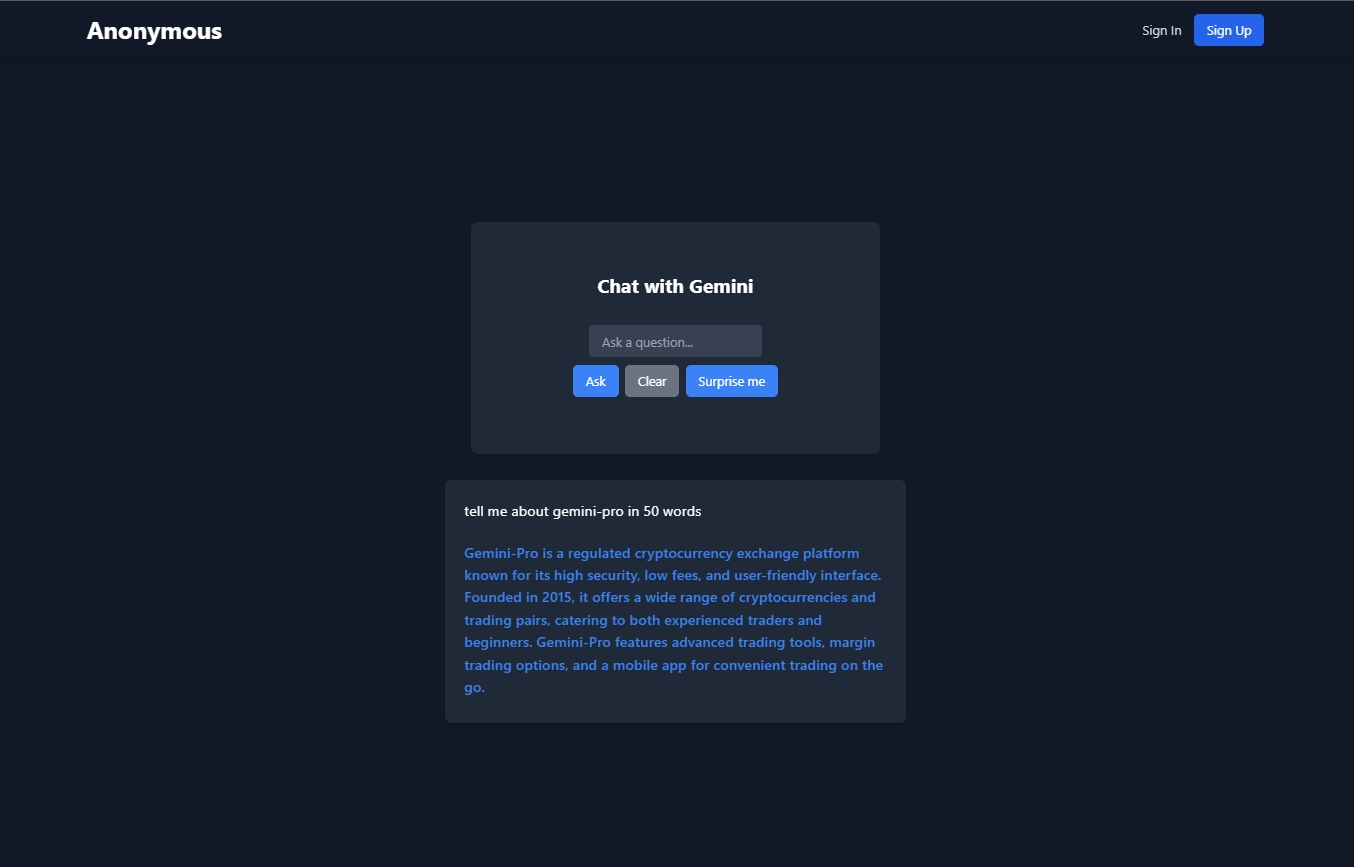 Anonymous
Sign In
Sign Up
Chat with Gemini
Ask a question...
Ask
Clear
Surprise me
tell me about gemini-pro in 50 words
Gemini-Pro is a regulated cryptocurrency exchange platform
known for its high security, low fees, and user-friendly interface.
Founded in 2015, it offers a wide range of cryptocurrencies and
trading pairs, catering to both experienced traders and
beginners. Gemini-Pro features advanced trading tools, margin
trading options, and a mobile app for convenient trading on the
go.